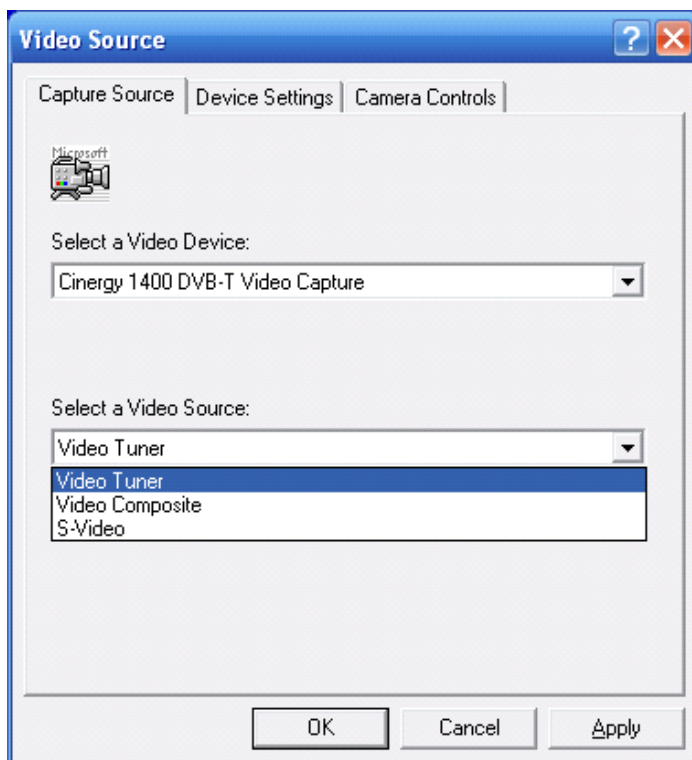 Video Source
Capture Source Device Settings Camera Controls
Microsoft
Select a Video Device:
Cinergy 1400 DVB-T Video Capture
Select a Video Source:
Video Tuner
Video Tuner
Video Composite
S-Video
OK Cancel Apply